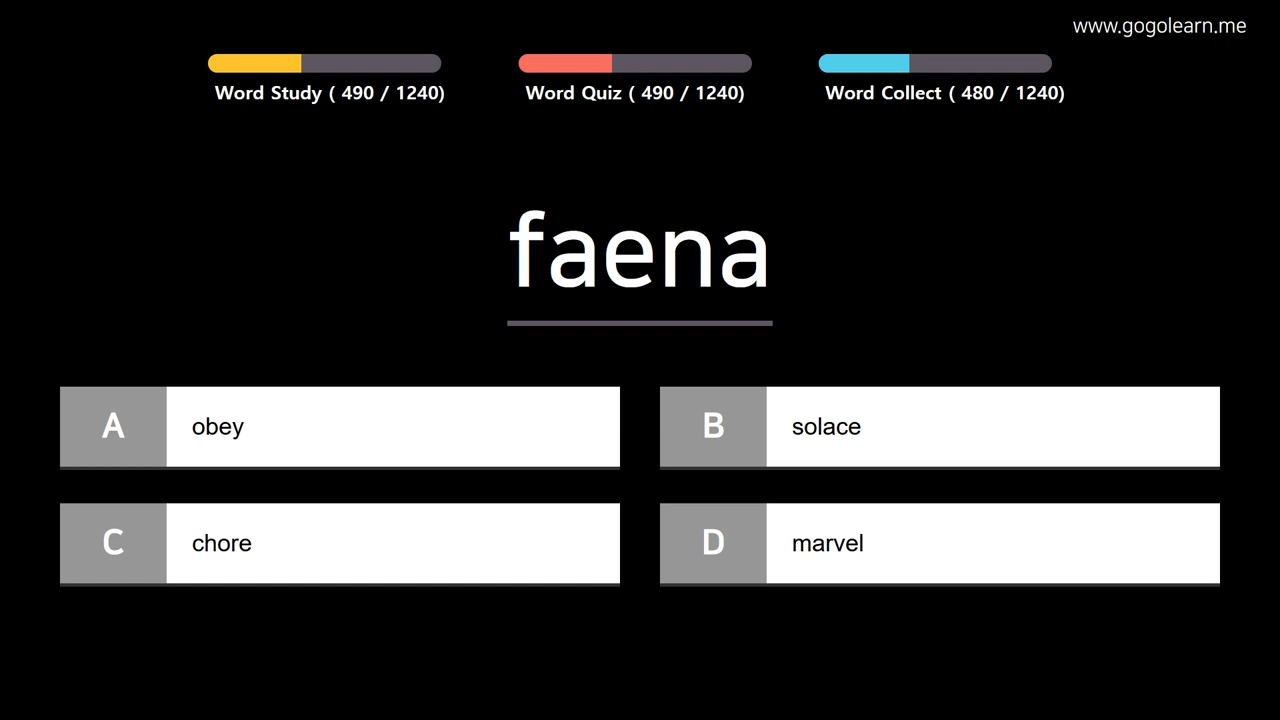 www.gogolearn.me
Word Study ( 490 / 1240)
Word Quiz ( 490 / 1240)
Word Collect ( 480 / 1240)
faena
A obey
B solace
C chore
D marvel